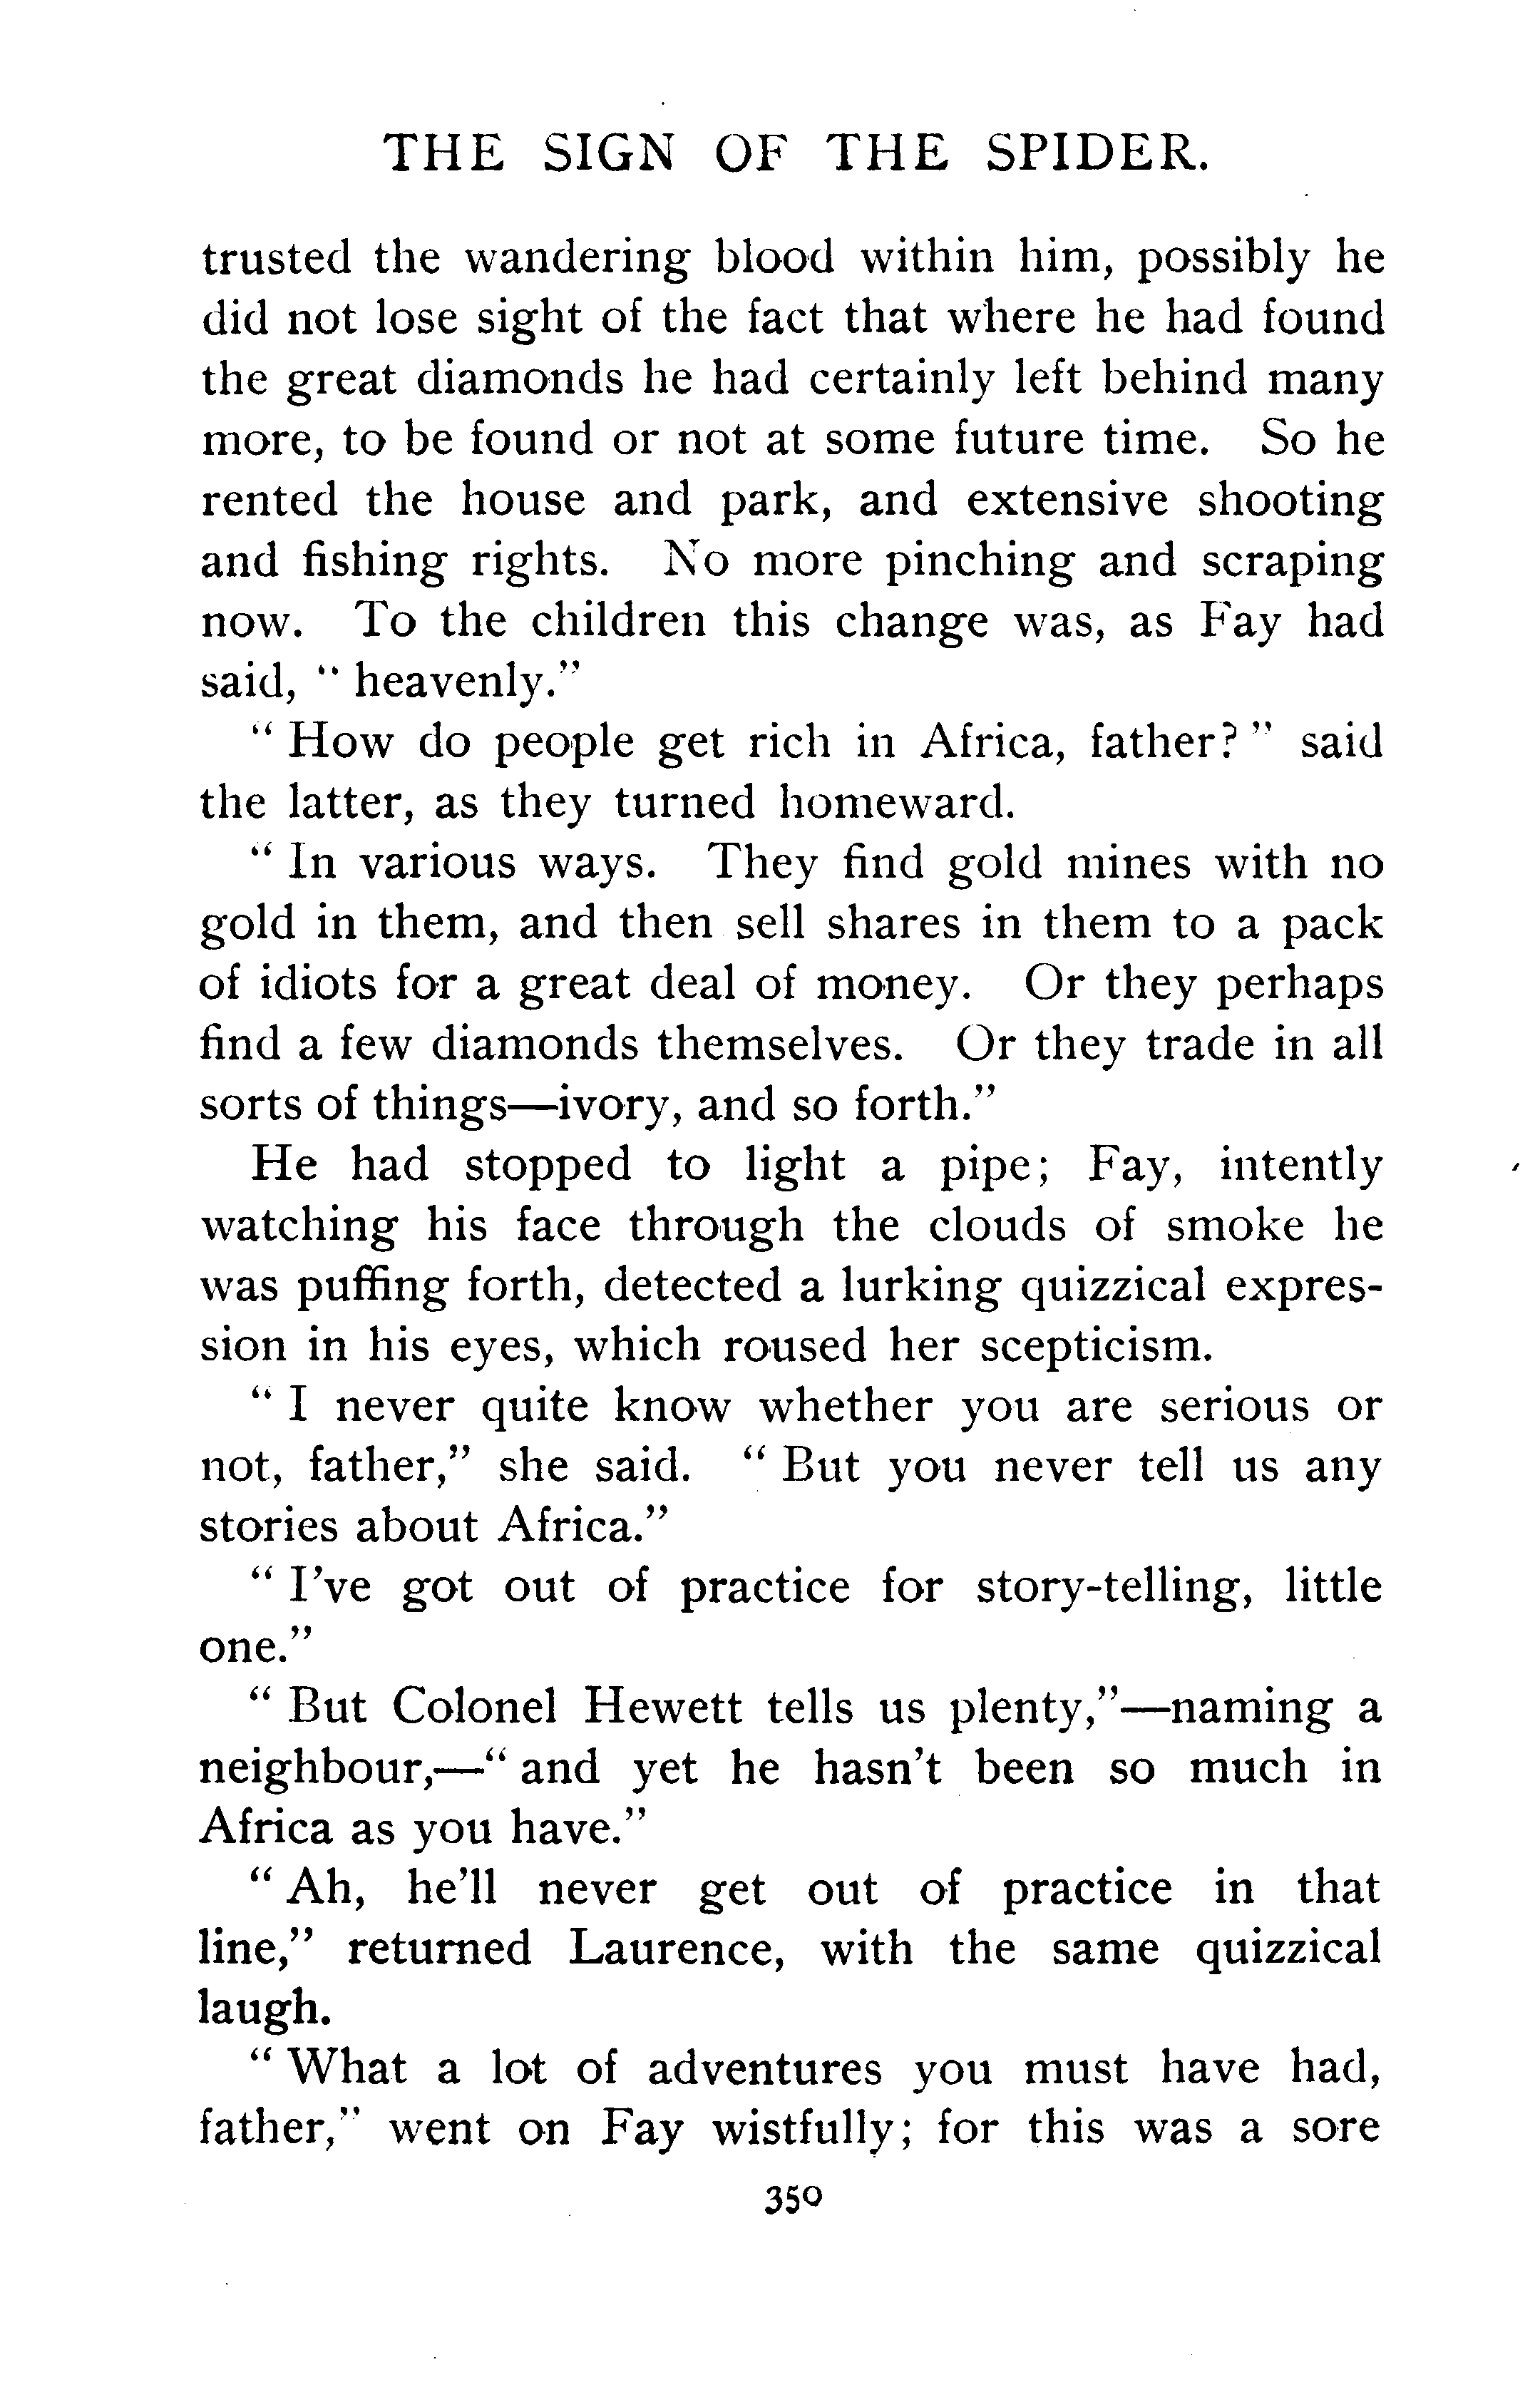 THE SIGN OF THE SPIDER.
trusted the wandering blood within him, possibly he
did not lose sight of the fact that where he had found
the great diamonds he had certainly left behind many
more, to be found or not at some future time. So he
rented the house and park, and extensive shooting
and fishing rights. No more pinching and scraping
now. To the children this change was, as Fay had
said, "heavenly."
"How do people get rich in Africa, father?" said
the latter, as they turned homeward.
"In various ways. They find gold mines with no
gold in them, and then sell shares in them to a pack
of idiots for a great deal of money. Or they perhaps
find a few diamonds themselves. Or they trade in all
sorts of things—ivory, and so forth."
He had stopped to light a pipe; Fay, intently
watching his face through the clouds of smoke he
was puffing forth, detected a lurking quizzical expres-
sion in his eyes, which roused her scepticism.
"I never quite know whether you are serious or
not, father," she said. "But you never tell us any
stories about Africa."
"I've got out of practice for story-telling, little
one."
"But Colonel Hewett tells us plenty,"—naming a
neighbour,—"and yet he hasn't been so much in
Africa as you have."
"Ah, he'll never get out of practice in that
line," returned Laurence, with the same quizzical
laugh.
"What a lot of adventures you must have had,
father," went on Fay wistfully; for this was a sore
350